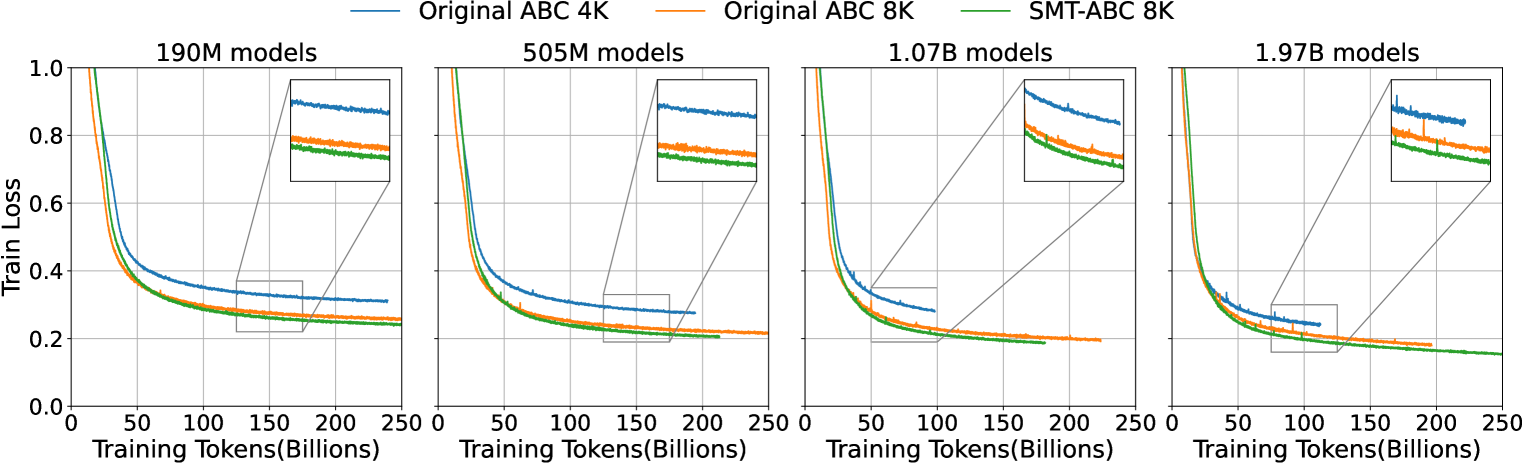 Original ABC 4K Original ABC 8K SMT-ABC 8K
190M models 505M models 1.07B models 1.97B models
Train Loss
1.0
0.8
0.6
0.4
0.2
0.0
0 50 100 150 200 250 0 50 100 150 200 250 0 50 100 150 200 250 0 50 100 150 200 250
Training Tokens(Billions) Training Tokens(Billions) Training Tokens(Billions) Training Tokens(Billions)